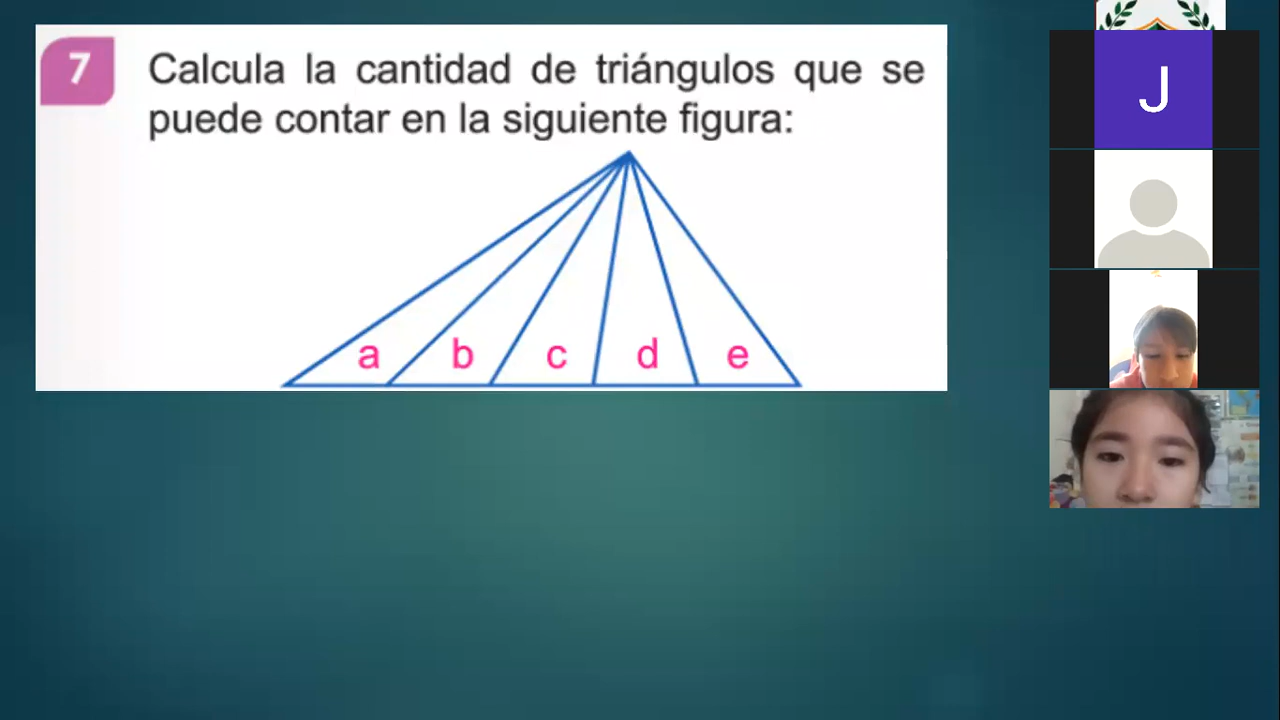 7
Calcula la cantidad de triángulos que se
puede contar en la siguiente figura:
a b c d e
J